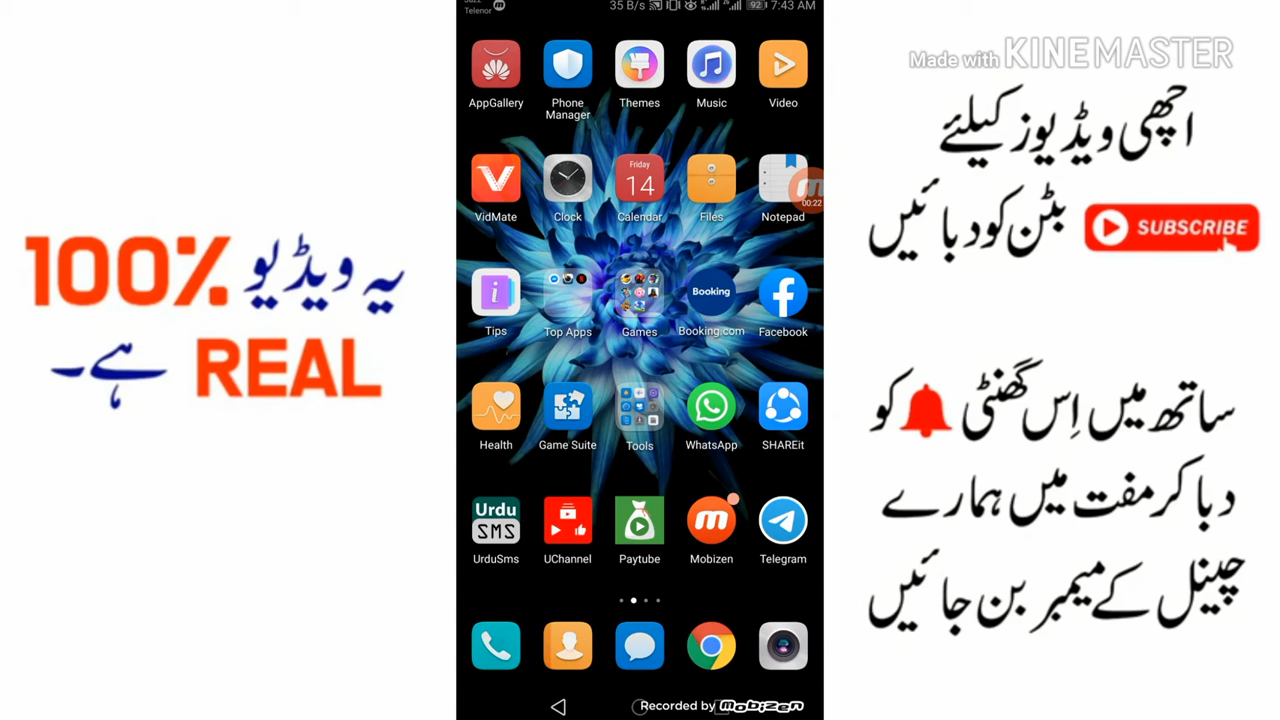 یہ ویڈیو 100%
REAL ہے۔
Telenor
35 B/s
92
7:43 AM
AppGallery
Phone Manager
Themes
Music
Video
VidMate
Clock
Friday
14
Calendar
Files
Notepad
00:22
Tips
Top Apps
Games
Booking
Booking.com
Facebook
Health
Game Suite
Tools
WhatsApp
SHAREit
Urdu
SMS
UrduSms
UChannel
Paytube
Mobizen
Telegram
Recorded by mobizen
Made with KINEMASTER
اچھی ویڈیوز کیلئے
بٹن کو دبائیں SUBSCRIBE
ساتھ میں اِس گھنٹی کو
دبا کر مفت میں ہمارے
چینل کے میمبر بن جائیں